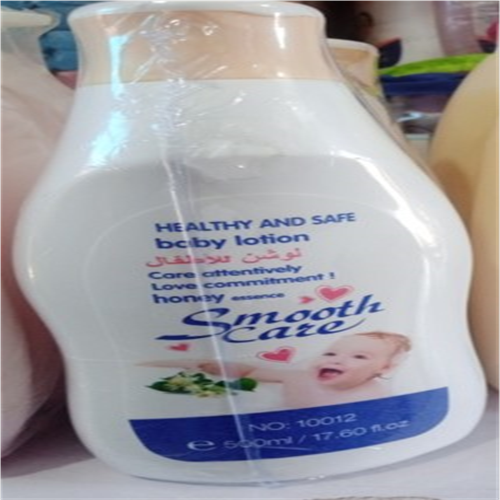 HEALTHY AND SAFE
baby lotion
لوشن للأطفال
Care attentively
Love commitment !
honey essence
Smooth
Care
NO: 10012
e 500ml / 17.60 fl.oz